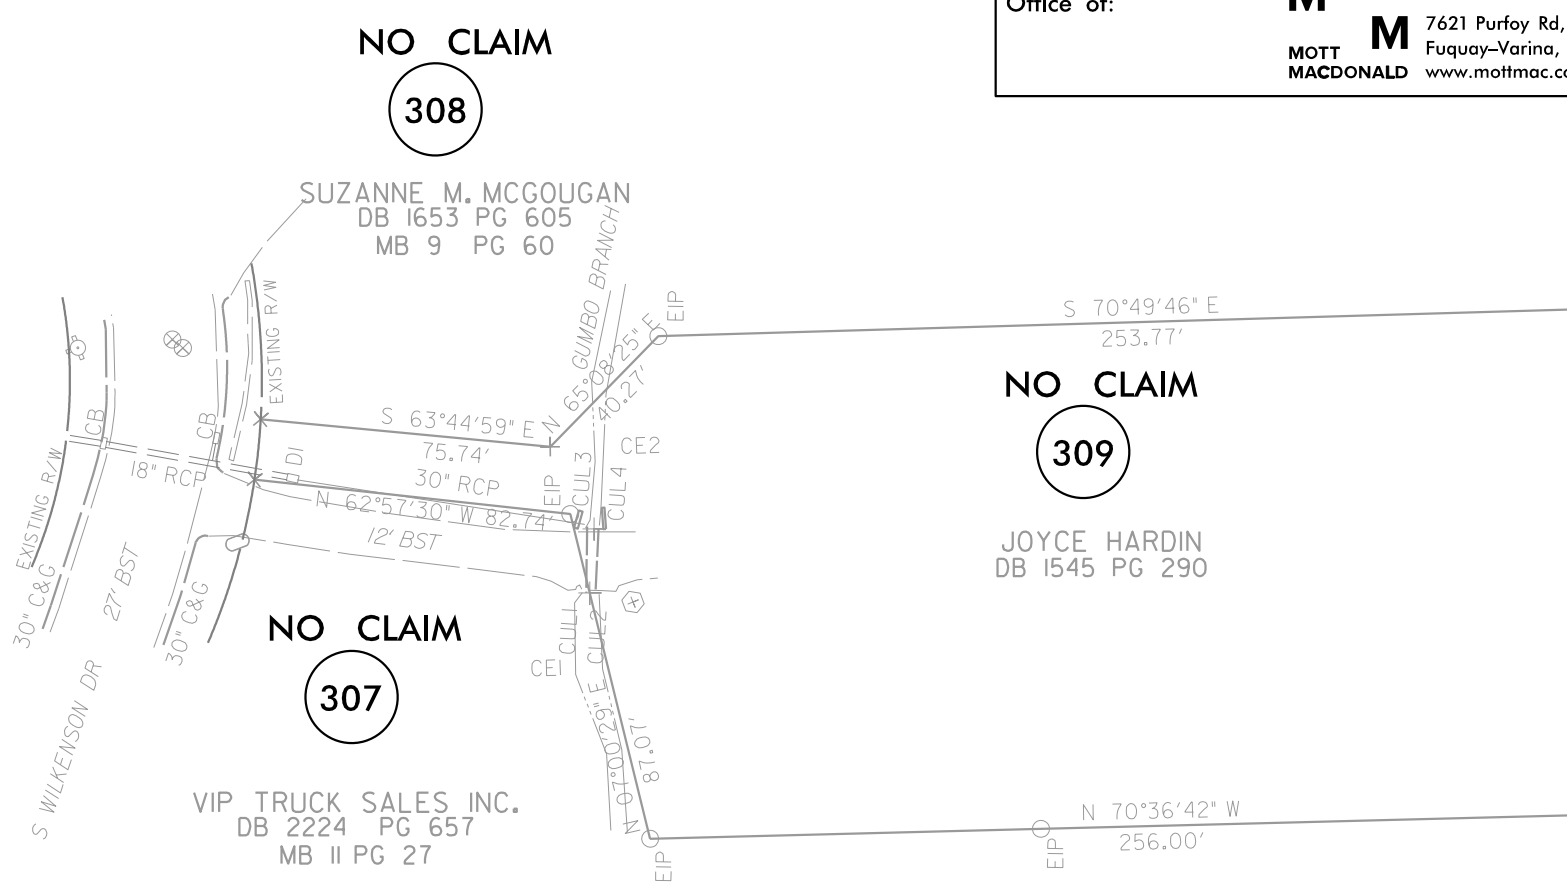 Office of:
M
M
MOTT
MACDONALD
7621 Purfoy Rd,
Fuquay–Varina,
www.mottmac.co
NO CLAIM
308
SUZANNE M. MCGOUGAN
DB 1653 PG 605
MB 9 PG 60
GUMBO BRANCH
EXISTING R/W
EIP
S 70°49'46" E
253.77'
N 65°08'25" E
40.27'
NO CLAIM
309
JOYCE HARDIN
DB 1545 PG 290
S 63°44'59" E
75.74'
30" RCP
CE2
CB
CB
DI
18" RCP
EIP
CUL3
CUL4
N 62°57'30" W 82.74'
12' BST
EXISTING R/W
30" C&G
27' BST
30" C&G
S WILKENSON DR
NO CLAIM
307
CUL1
CUL2
CE1
N 07°00'29" E
87.07'
VIP TRUCK SALES INC.
DB 2224 PG 657
MB 11 PG 27
EIP
N 70°36'42" W
256.00'
EIP